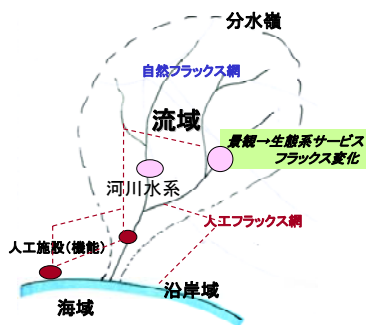 分水嶺
自然フラックス網
流域
景観→生態系サービス
フラックス変化
河川水系
人工フラックス網
人工施設(機能)
沿岸域
海域